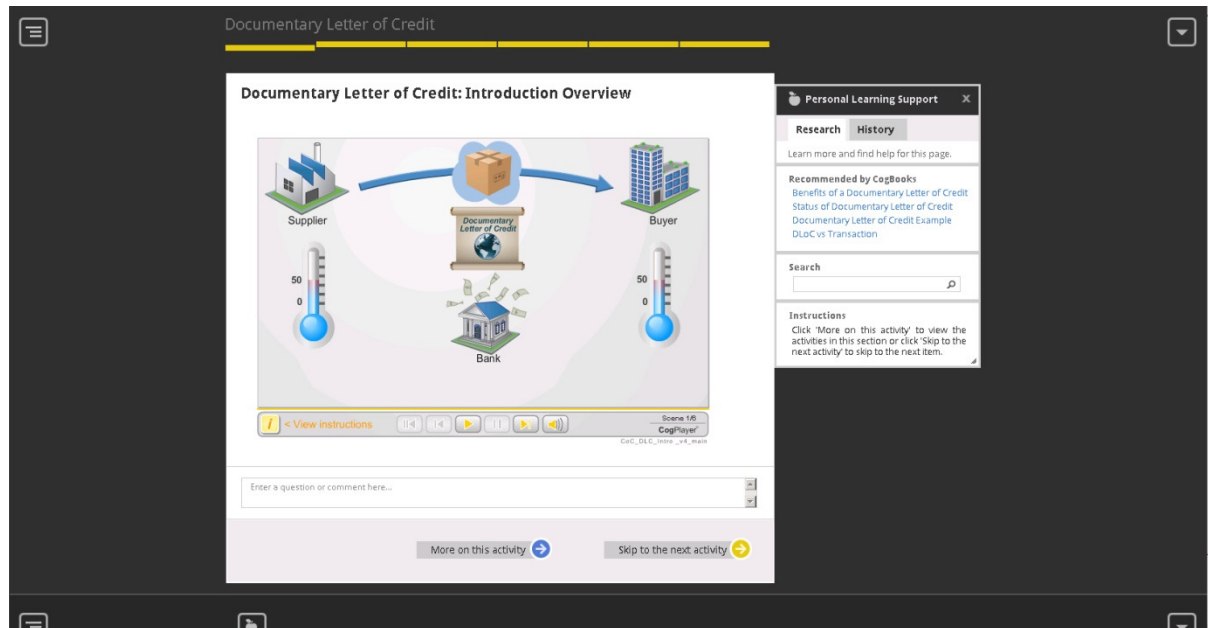 Documentary Letter of Credit
Documentary Letter of Credit: Introduction Overview
Supplier
Documentary
Letter of Credit
Buyer
50
0
50
0
Bank
i
< View instructions
Scene 1/6
CogPlayer
CoC_DLC_Intro _v4_main
Enter a question or comment here...
More on this activity
Skip to the next activity
Personal Learning Support X
Research History
Learn more and find help for this page.
Recommended by CogBooks
Benefits of a Documentary Letter of Credit
Status of Documentary Letter of Credit
Documentary Letter of Credit Example
DLoC vs Transaction
Search
Instructions
Click 'More on this activity' to view the
activities in this section or click 'Skip to the
next activity' to skip to the next item.